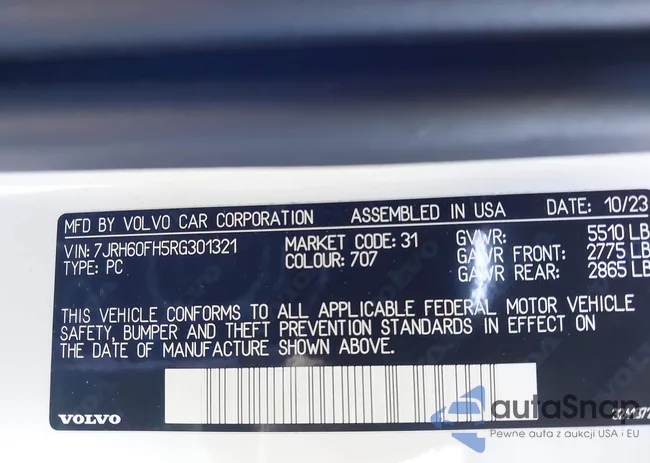 MFD BY VOLVO CAR CORPORATION ASSEMBLED IN USA DATE: 10/23
VIN: 7JRH60FH5RG301321 MARKET CODE: 31 GVWR: 5510 LB
TYPE: PC COLOUR: 707 GAWR FRONT: 2775 LB
GAWR REAR: 2865 LB
THIS VEHICLE CONFORMS TO ALL APPLICABLE FEDERAL MOTOR VEHICLE
SAFETY, BUMPER AND THEFT PREVENTION STANDARDS IN EFFECT ON
THE DATE OF MANUFACTURE SHOWN ABOVE.
VOLVO
autaSnap
Pewne auta z aukcji USA i EU